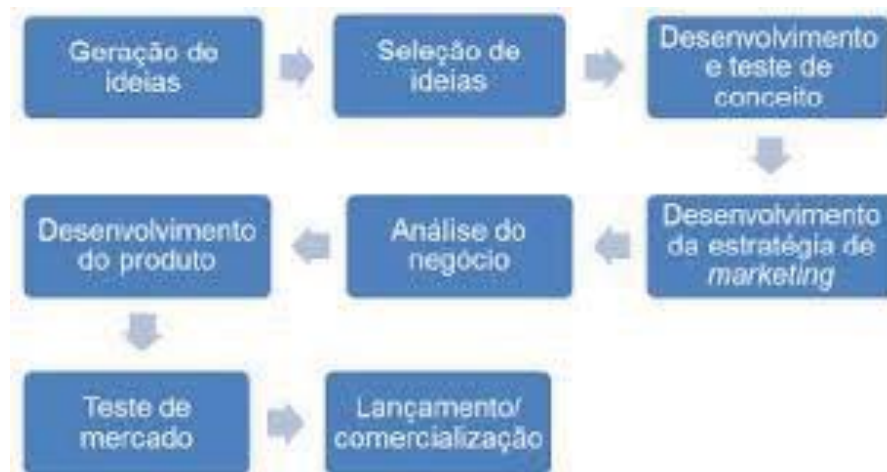 Geração de
ideias
Seleção de
ideias
Desenvolvimento
e teste de
conceito
Desenvolvimento
da estratégia de
marketing
Análise do
negócio
Desenvolvimento
do produto
Teste de
mercado
Lançamento/
comercialização